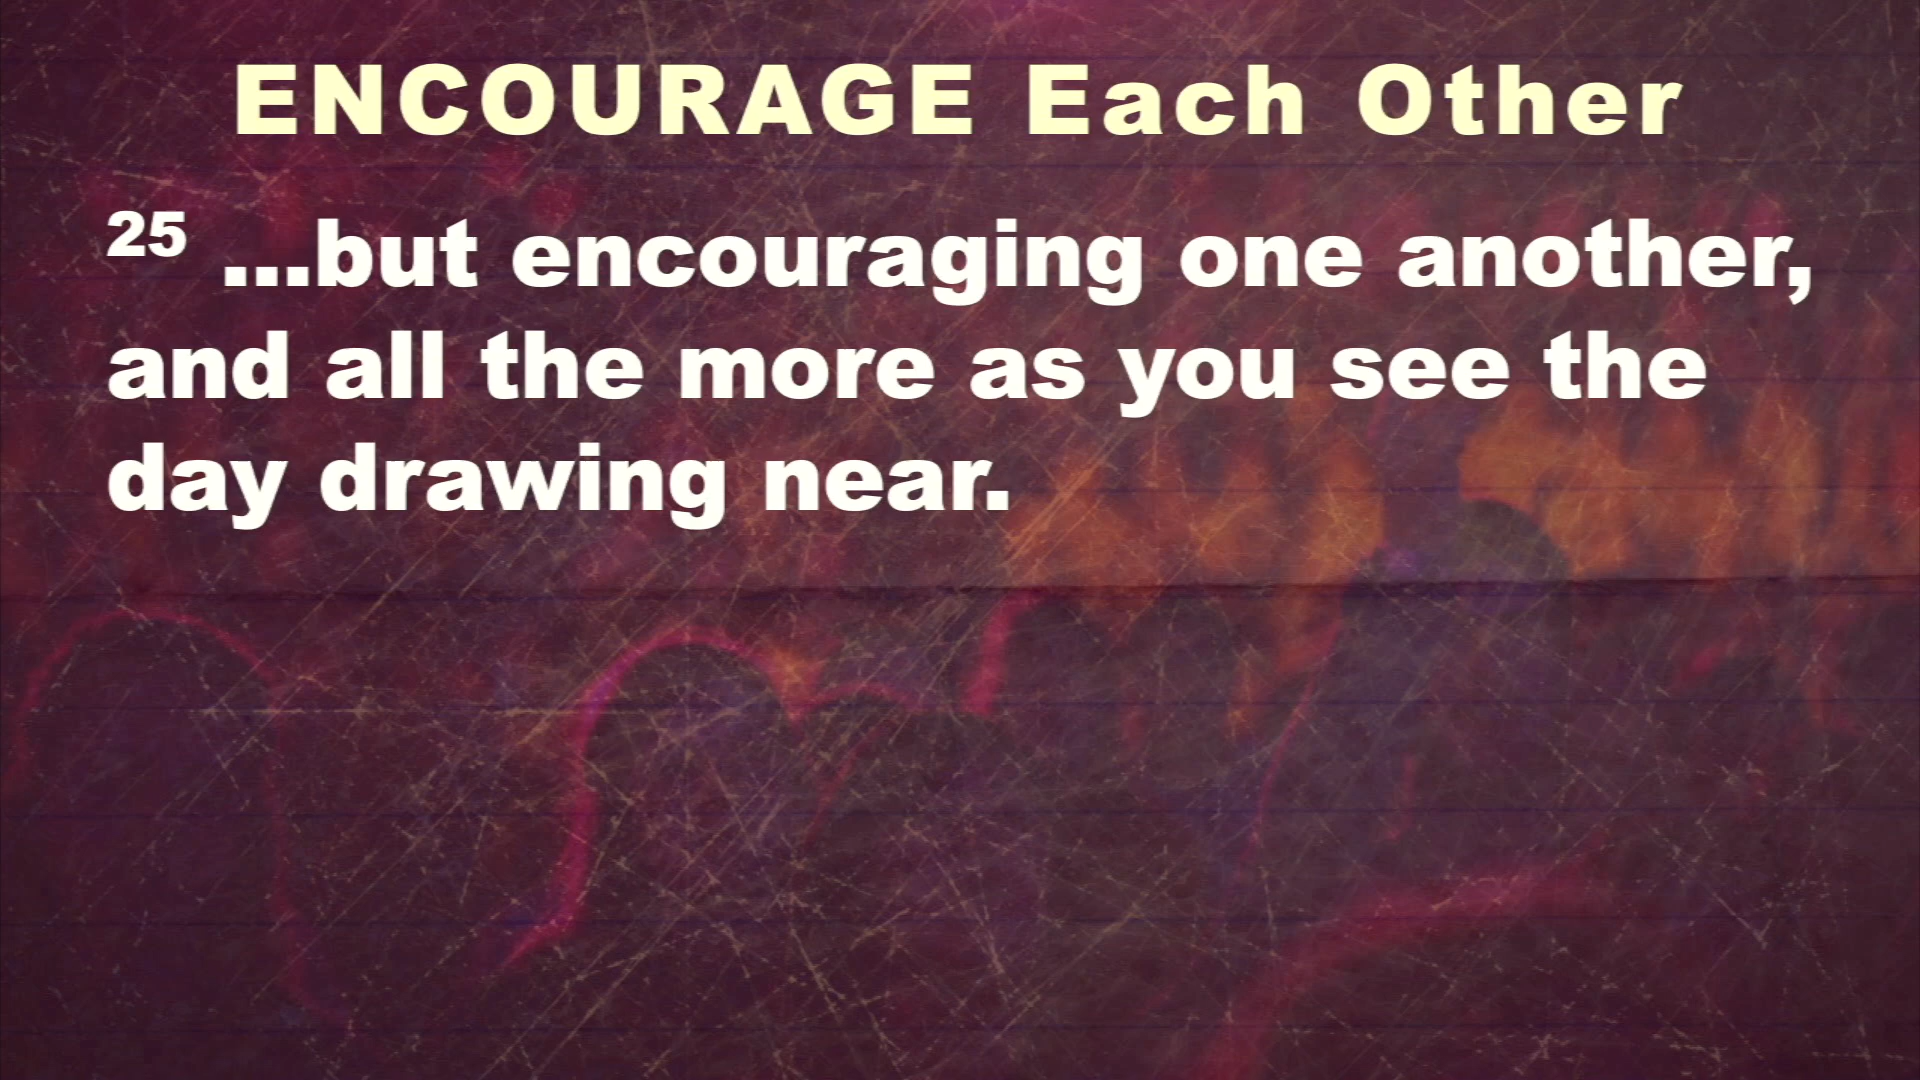 ENCOURAGE Each Other
25 ...but encouraging one another,
and all the more as you see the
day drawing near.